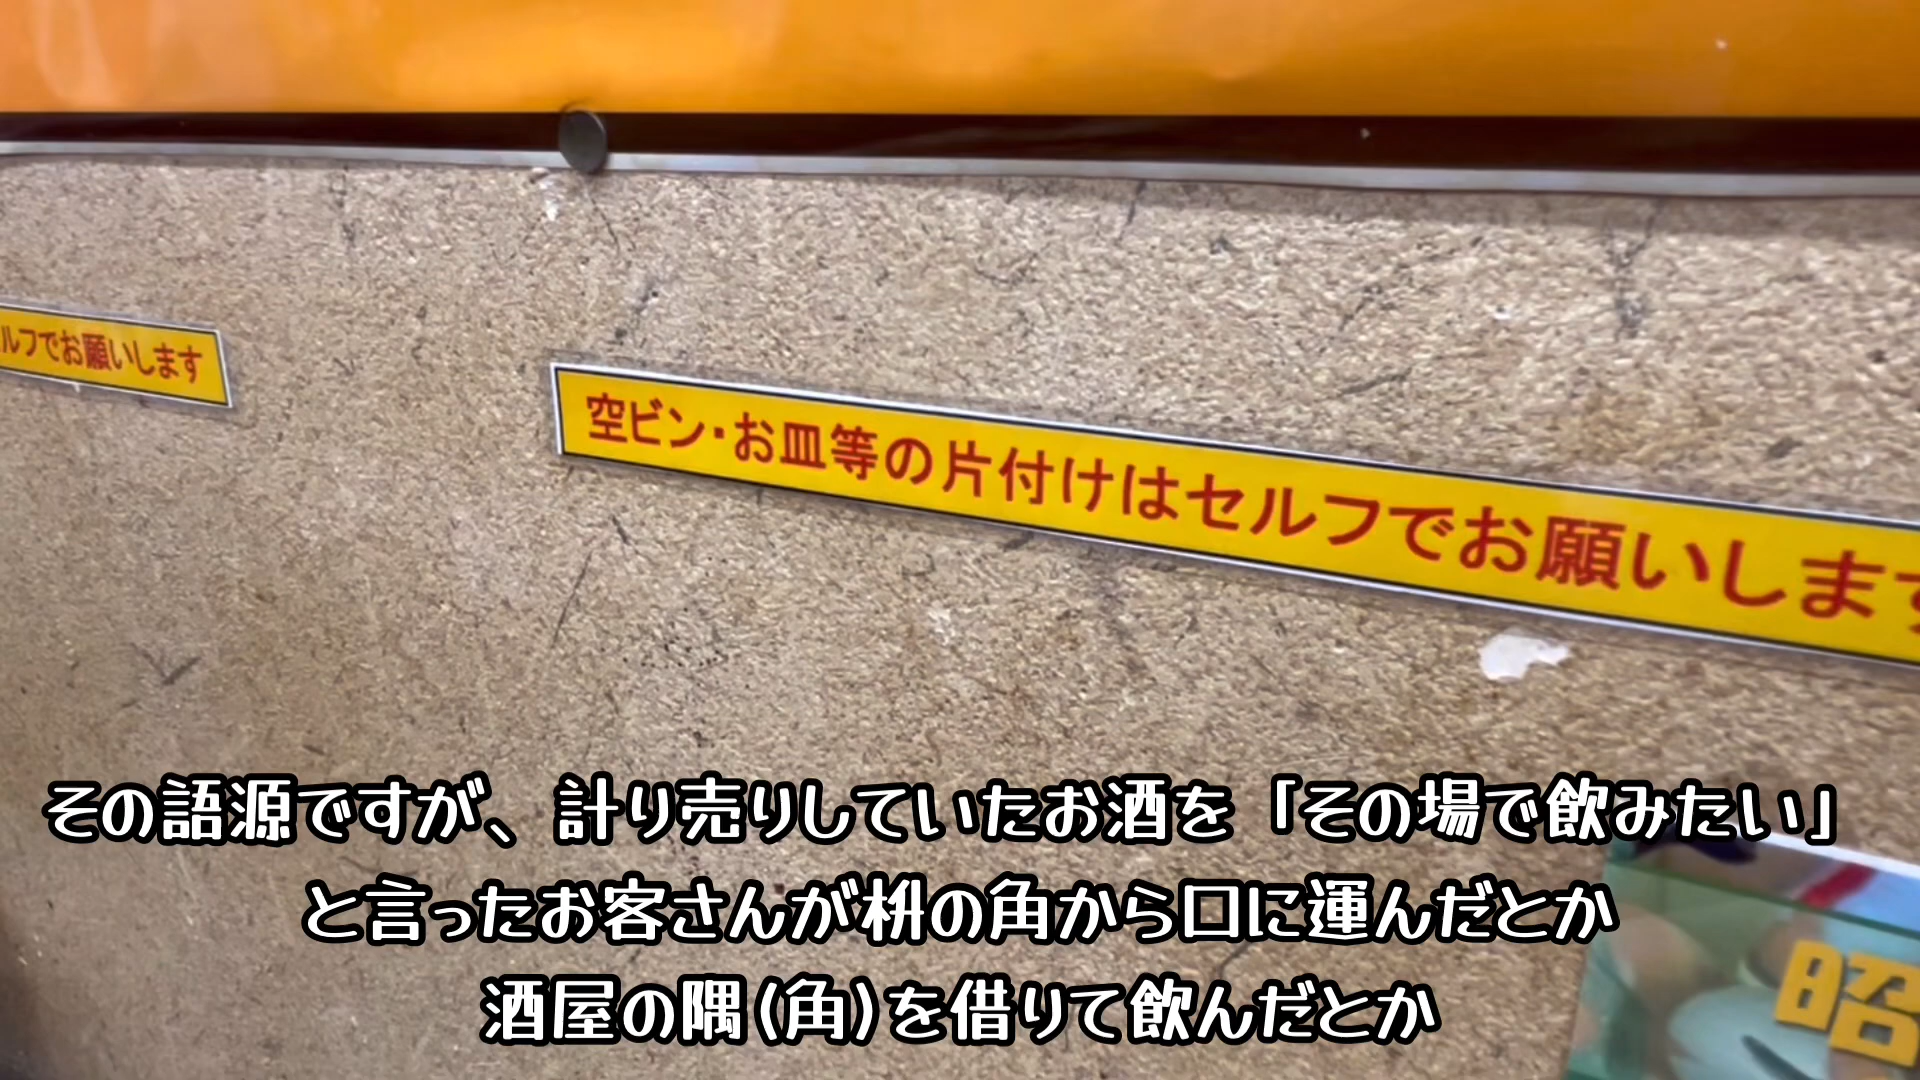 ルフでお願いします
空ビン・お皿等の片付けはセルフでお願いします
その語源ですが、計り売りしていたお酒を「その場で飲みたい」
と言ったお客さんが枡の角から口に運んだとか
酒屋の隅(角)を借りて飲んだとか
昭